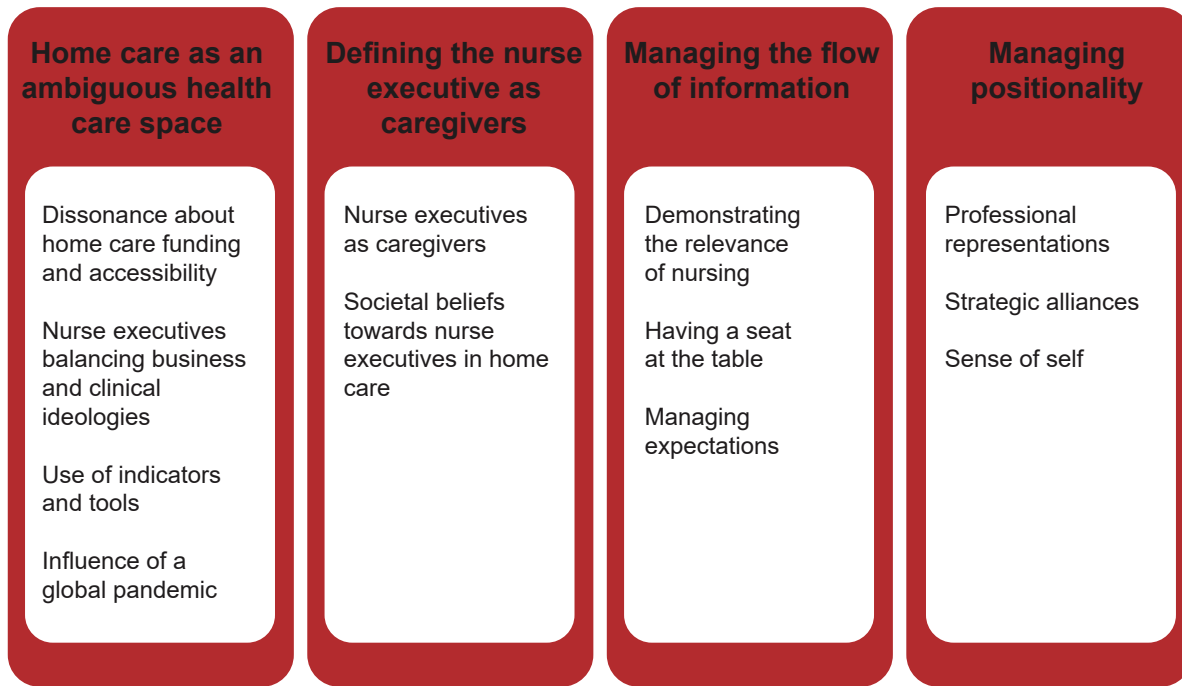 Home care as an
ambiguous health
care space
Dissonance about
home care funding
and accessibility
Nurse executives
balancing business
and clinical
ideologies
Use of indicators
and tools
Influence of a
global pandemic
Defining the nurse
executive as
caregivers
Nurse executives
as caregivers
Societal beliefs
towards nurse
executives in home
care
Managing the flow
of information
Demonstrating
the relevance
of nursing
Having a seat
at the table
Managing
expectations
Managing
positionality
Professional
representations
Strategic alliances
Sense of self